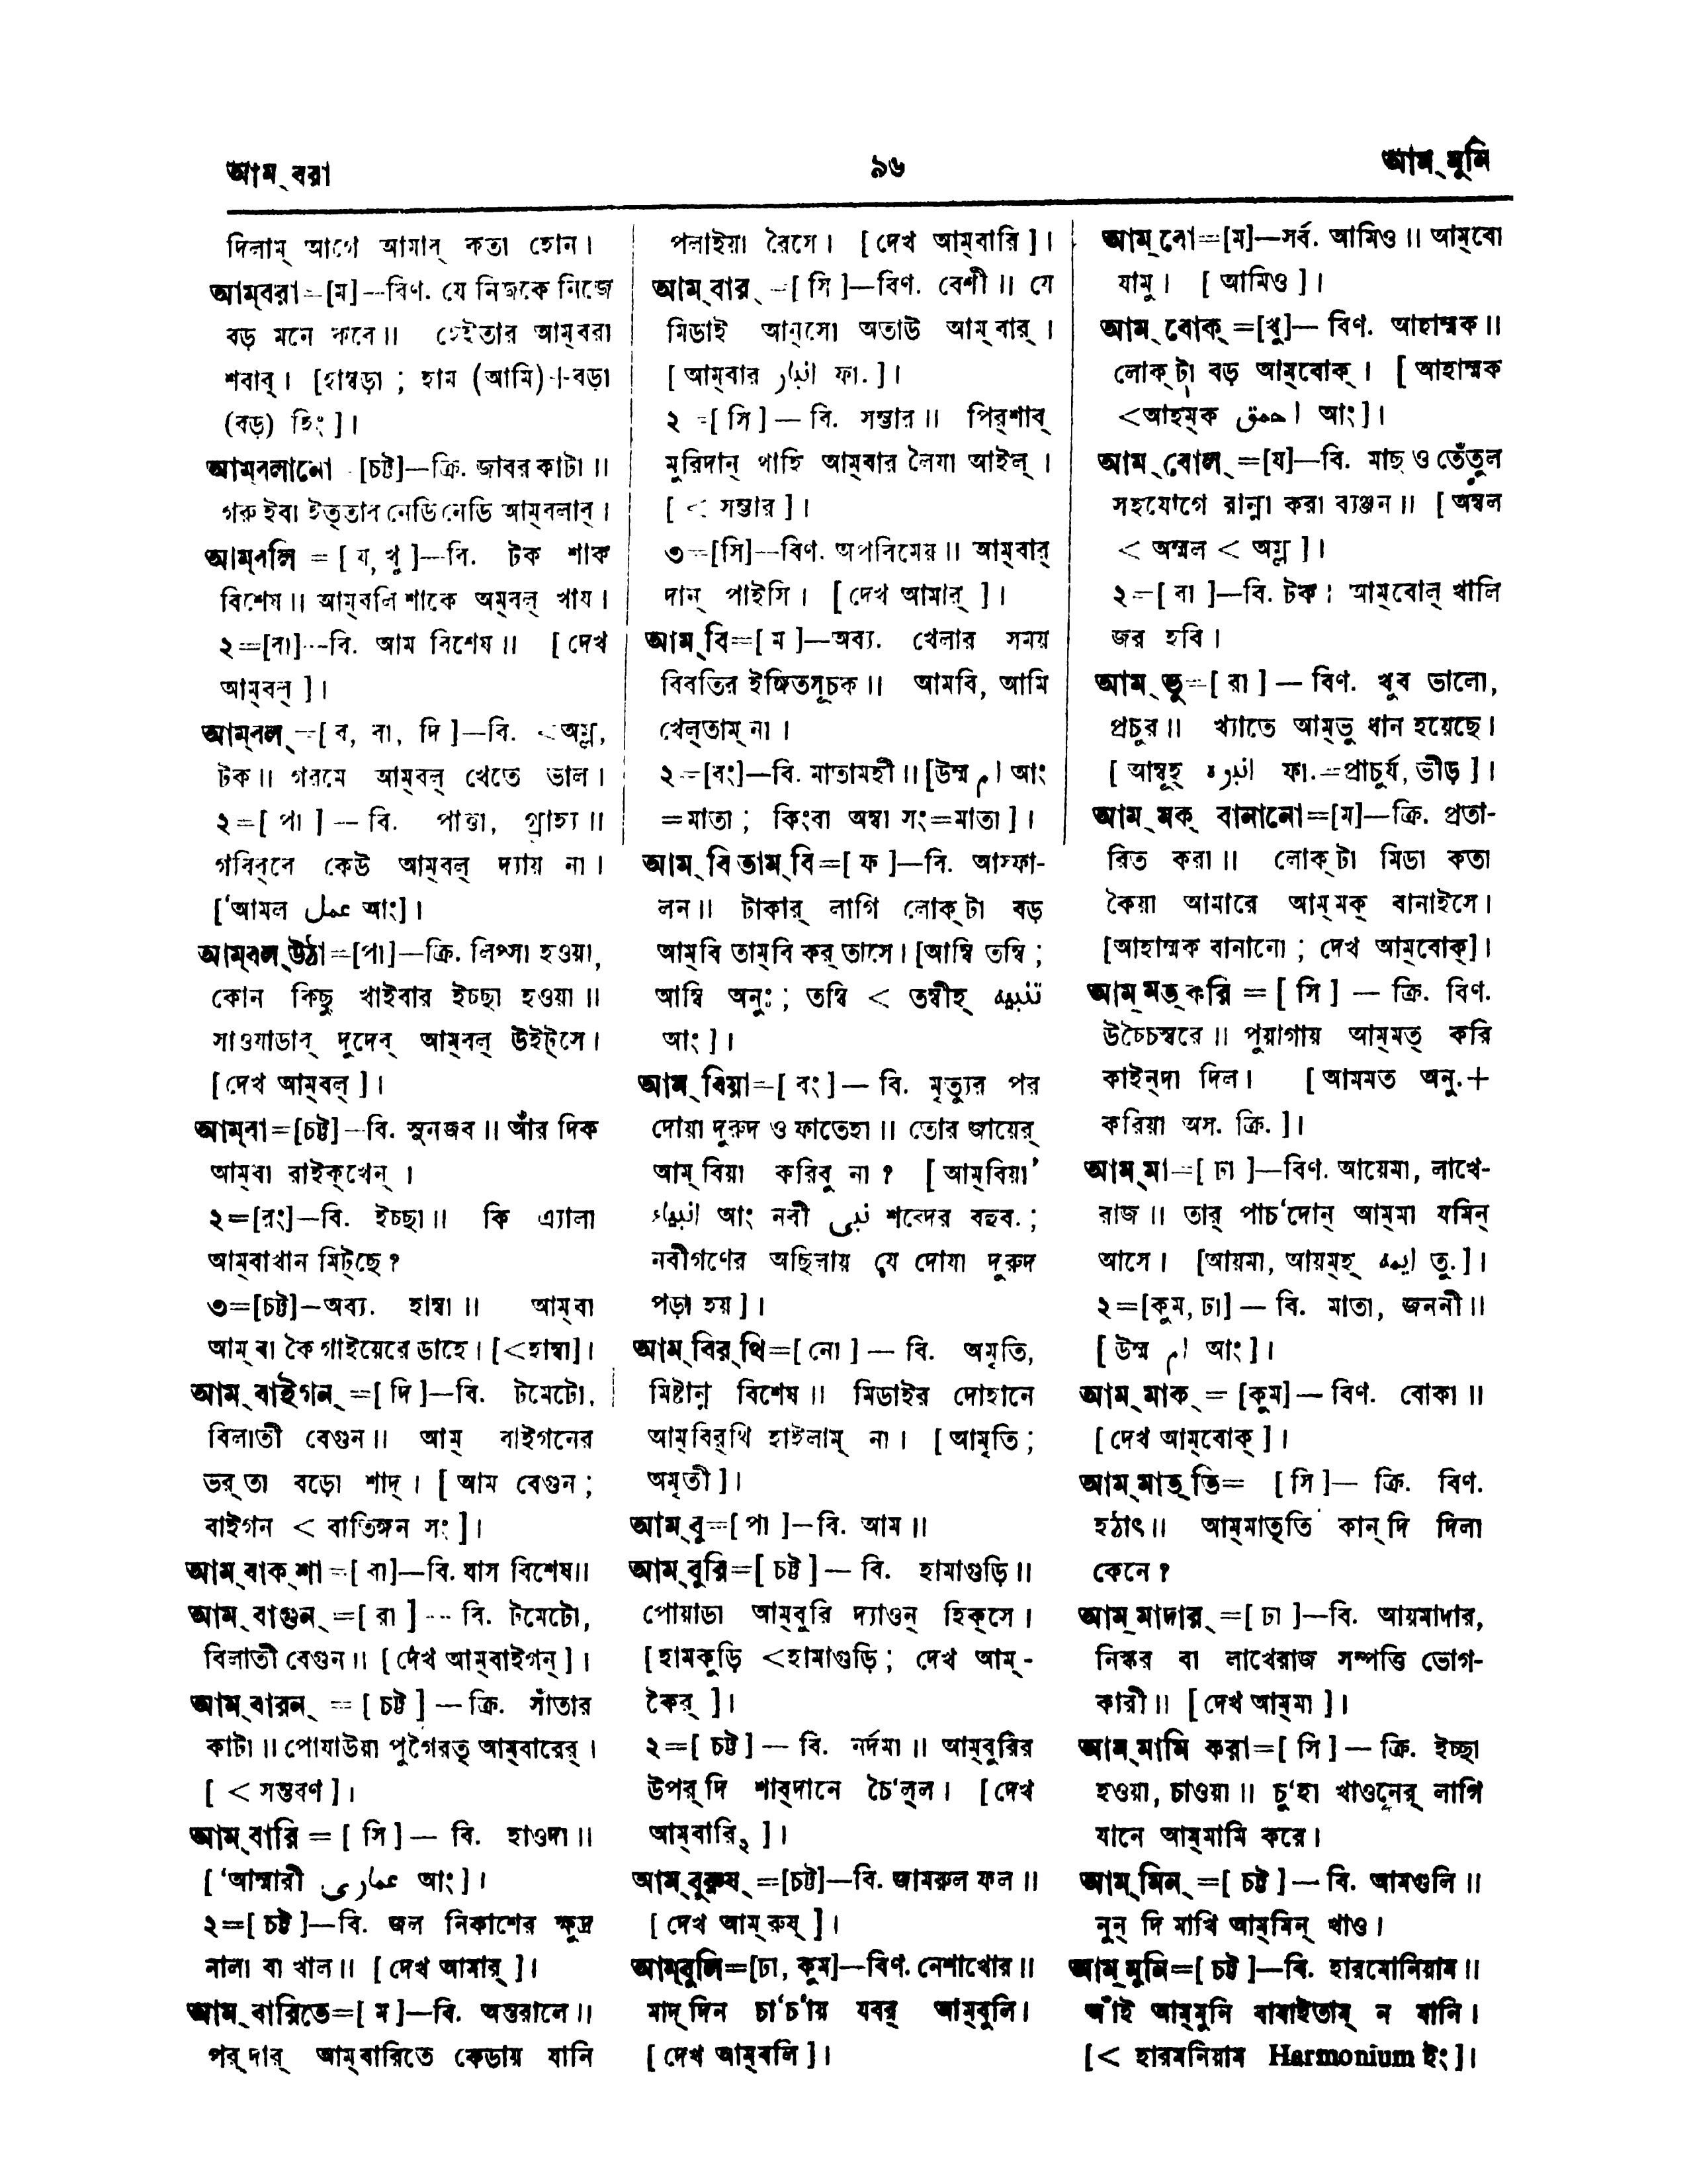 আম্‌বরা
৯৬
আম্‌মুনি
দিলাম্ আগে আমার্ কতা হোন।
আম্‌বরা=[ম]—বিণ. যে নিজকে নিজে
বড় মনে করে॥ হেইতার আম্‌বরা
শবাব্। [হাম্বড়া ; হাম (আমি)+বড়া
(বড়) হিং]।
আম্‌বলানো=[চট্ট]—ক্রি. জাবর কাটা॥
গরু ইবা ইত্‌তার নেডি নেডি আম্‌বলার্।
আম্‌বলি = [ য, খু ]—বি. টক শাক
বিশেষ॥ আম্‌বলি শাকে অম্‌বল্ খায।
২=[বা]—বি. আম বিশেষ॥ [ দেখ
আম্‌বল্ ]।
আম্‌বল্=[ ব, বা, দি ]—বি. <অম্ল,
টক॥ গরমে আম্‌বল্ খেতে ভাল।
২=[ পা ] — বি. পাত্তা, গ্রাহ্য॥
গরিব্‌বে কেউ আম্‌বল্ দ্যায় না।
[‘আমল عمل আং]।
আম্‌বল্ উঠা=[পা]—ক্রি. লিপ্সা হওয়া,
কোন কিছু খাইবার ইচ্ছা হওয়া॥
সাওযাডার্ দুদের্ আম্‌বল্ উইট্‌সে।
[ দেখ আম্‌বল্ ]।
আম্‌বা=[চট্ট]—বি. সুনজব॥ আঁর দিক
আম্‌বা রাইক্‌খেন্।
২=[রং]—বি. ইচ্ছা॥ কি এ্যালা
আম্‌বাখান মিট্‌ছে?
৩=[চট্ট]—অব্য. হাম্বা॥ আম্‌বা
আম্‌বা কৈ গাইয়েরে ডাহে। [<হাম্বা]।
আম্‌বাইগন্=[ দি ]—বি. টমেটো,
বিলাতী বেগুন॥ আম্ বাইগনের
ভর্‌তা বড়ো শাদ্। [ আম বেগুন ;
বাইগন < বাতিঙ্গন সং ]।
আম্‌বাক্‌শা=[ বা]—বি. ঘাস বিশেষ॥
আম্‌বাগুন্=[ রা ] — বি. টমেটো,
বিলাতী বেগুন॥ [ দেখ আম্‌বাইগন্ ]।
আম্‌বারন্ = [ চট্ট ] — ক্রি. সাঁতার
কাটা॥ পোযাউয়া পুগৈরত্ আম্‌বারের্।
[ < সম্ভবণ ]।
আম্‌বারি = [ সি ] — বি. হাওদা॥
[ ‘আম্মারী عماری আং ]।
২=[ চট্ট ]—বি. জল নিকাশের ক্ষুদ্র
নালা বা খাল॥ [ দেখ আমার্ ]।
আম্‌বারিতে=[ ম ]—বি. অন্তরালে॥
পর্‌দার্ আম্‌বারিতে কেডায় যানি
পলাইয়া রৈসে। [ দেখ আম্‌বারি ]।
আম্‌বার্ =[ সি ]—বিণ. বেশী॥ যে
মিডাই আন্‌সো অতাউ আম্‌বার্।
[ আম্‌বার انبار ফা. ]।
২ =[ সি ] — বি. সম্ভার॥ পির্‌শাব্
মুরিদান্ থাহি আম্‌বার লৈযা আইল্।
[ < সম্ভার ]।
৩=[সি]—বিণ. অপরিমেয়॥ আম্‌বার্
দান্ পাইসি। [ দেখ আমার্ ]।
আম্‌বি=[ ম ]—অব্য. খেলার সময়
বিবতির ইঙ্গিতসূচক॥ আমবি, আমি
খেল্‌তাম্ না।
২=[বং]—বি. মাতামহী॥ [উম্ম ام আং
=মাতা ; কিংবা অম্বা সং=মাতা ]।
আম্‌বি তাম্‌বি=[ ফ ]—বি. আস্ফা-
লন॥ টাকার্ লাগি লোক্‌টা বড়
আম্‌বি তাম্‌বি কর্‌তাসে। [আম্বি তম্বি ;
আম্বি অনুঃ ; তম্বি < তম্বীহ্ تنبیه
আং ]।
আম্‌বিয়া=[ বং ] — বি. মৃত্যুর পর
দোয়া দুরুদ ও ফাতেহা॥ তোর জায়ের্
আম্‌বিয়া করিবু না ? [ আম্‌বিয়া’
انبیاء আং নবী نبی শব্দের বহুব. ;
নবীগণের অছিলায় যে দোযা দুরুদ
পড়া হয় ]।
আম্‌বির্‌থি=[ নো ] — বি. অমৃতি,
মিষ্টান্ন বিশেষ॥ মিডাইর দোহানে
আম্‌বির্‌থি হাইলাম্ না। [ আমৃতি ;
অমৃতী ]।
আম্‌বু=[ পা ]—বি. আম॥
আম্‌বুরি=[ চট্ট ] — বি. হামাগুড়ি॥
পোয়াডা আম্‌বুরি দ্যাওন্ হিক্‌সে।
[ হামকুড়ি <হামাগুড়ি ; দেখ আম্-
কৈর্ ]।
২=[ চট্ট ] — বি. নর্দমা॥ আম্‌বুরির
উপর্ দি শাব্‌দানে চৈ‘ল্‌ল। [ দেখ
আম্‌বারি২ ]।
আম্‌বুরুষ্=[চট্ট]—বি. জামরুল ফল॥
[ দেখ আম্‌রুষ্ ]।
আম্‌বুলি=[ঢা, কুম]—বিণ. নেশাখোর॥
মাদ্‌দিন চা‘চা‘য় যবর্ আম্‌বুলি।
[ দেখ আম্‌বলি ]।
আম্‌বো=[ম]—সর্ব. আমিও॥ আম্‌বো
যামু। [ আমিও ]।
আম্‌বোক্=[খু]— বিণ. আহাম্মক॥
লোক্‌টা বড় আম্‌বোক্। [ আহাম্মক
<আহম্‌ক احمق আং ]।
আম্‌বোল্=[য]—বি. মাছ ও তেঁতুল
সহযোগে রান্না করা ব্যঞ্জন॥ [ অম্বল
< অম্মল < অম্ল ]।
২=[ বা ]—বি. টক : আম্‌বোল্ খালি
জর হবি।
আম্‌ভু=[ রা ] — বিণ. খুব ভালো,
প্রচুর॥ খ্যাতে আম্‌ভু ধান হয়েছে।
[ আম্বূহ্ انبوه ফা.=প্রাচুর্য, ভীড় ]।
আম্‌মক্ বানানো=[ম]—ক্রি. প্রতা-
রিত করা॥ লোক্‌টা মিডা কতা
কৈয়া আমারে আম্‌মক্ বানাইসে।
[আহাম্মক বানানো ; দেখ আম্‌বোক্]।
আম্‌মত্ করি = [ সি ] — ক্রি. বিণ.
উচ্চৈস্বরে॥ পুয়াগায় আম্‌মত্ করি
কাইন্‌দা দিল। [ আমমত অনু.+
করিয়া অস. ক্রি. ]।
আম্‌মা=[ ঢা ]—বিণ. আয়েমা, লাখে-
রাজ॥ তার্ পাচ‘দোন্ আম্‌মা যমিন্
আসে। [আয়মা, আয়ম্‌হ্ ایمه তু. ]।
২=[কুম, ঢা] — বি. মাতা, জননী॥
[ উম্ম ام আং ]।
আম্‌মাক্ = [কুম] — বিণ. বোকা॥
[ দেখ আম্‌বোক্ ]।
আম্‌মাত্‌তি= [ সি ]— ক্রি. বিণ.
হঠাৎ॥ আম্‌মাত্‌তি কান্‌দি দিলা
কেনে ?
আম্‌মাদার্=[ ঢা ]—বি. আয়মাদার,
নিস্কর বা লাখেরাজ সম্পত্তি ভোগ-
কারী॥ [ দেখ আম্‌মা ]।
আম্‌মামি করা=[ সি ] — ক্রি. ইচ্ছা
হওয়া, চাওয়া॥ চু‘হা খাওনের্ লাগি
যানে আম্‌মামি করে।
আম্‌মিন্=[ চট্ট ] — বি. আমগুলি॥
নুন্ দি মাখি আম্‌মিন্ খাও।
আম্‌মুনি=[ চট্ট ]—বি. হারমোনিয়াম॥
আঁই আম্‌মুনি বাবাইতাম্ ন যানি।
[< হারমনিয়াম Harmonium ইং ]।